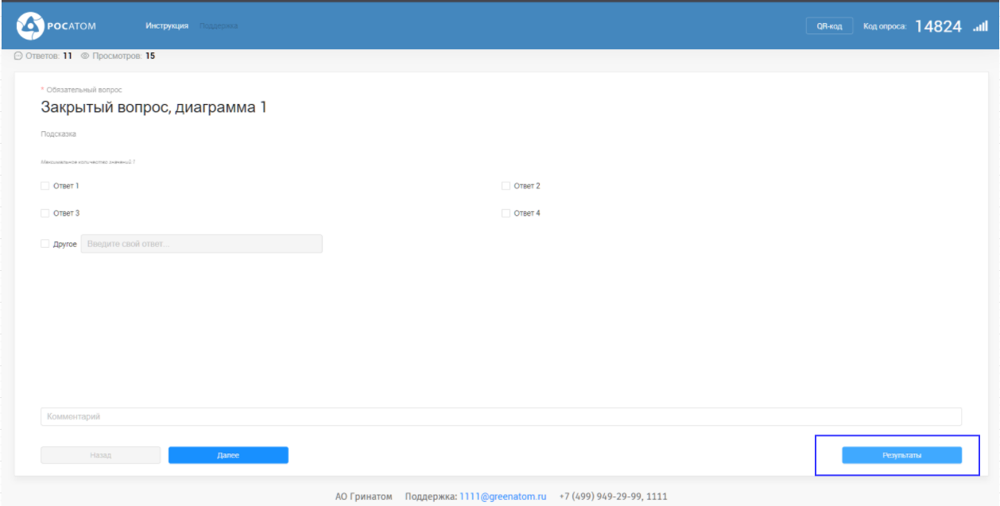 РОСАТОМ Инструкция Поддержка QR-код Код опроса: 14824
Ответов: 11 Просмотров: 15
* Обязательный вопрос
Закрытый вопрос, диаграмма 1
Подсказка
Максимальное количество значений 1
Ответ 1 Ответ 2
Ответ 3 Ответ 4
Другое Введите свой ответ...
Комментарий
Назад Далее Результаты
АО Гринатом Поддержка: 1111@greenatom.ru +7 (499) 949-29-99, 1111